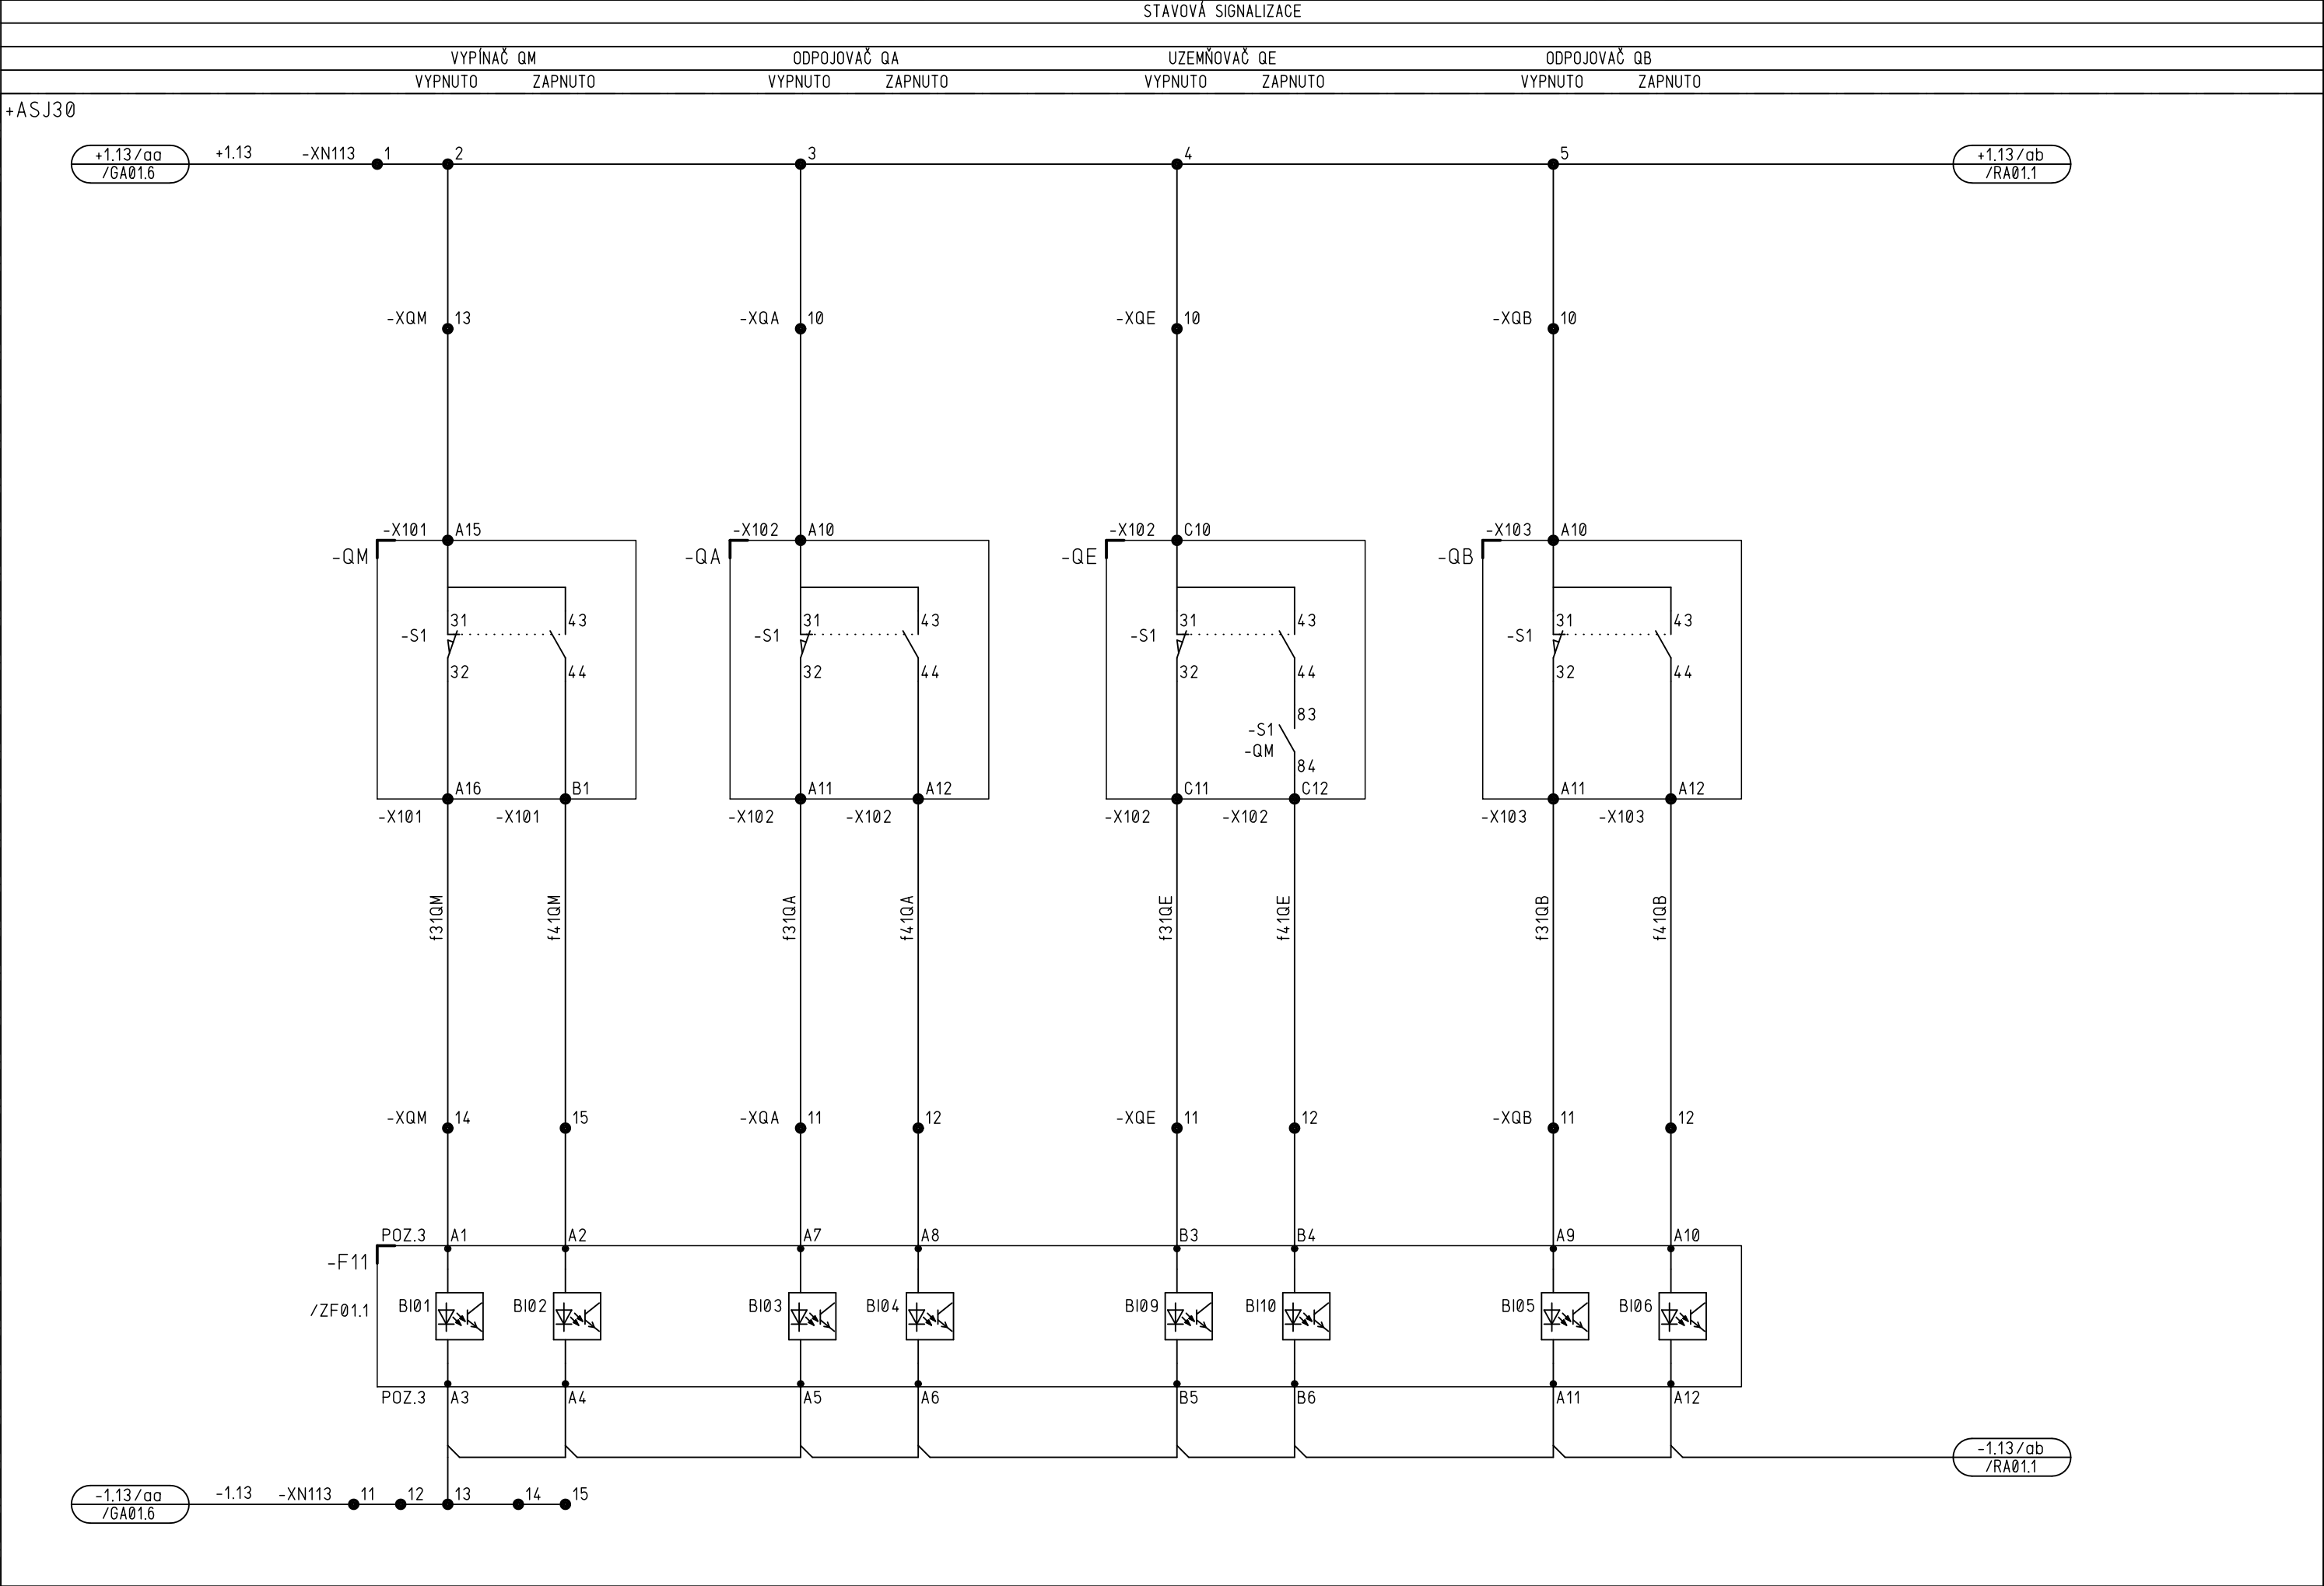 STAVOVÁ SIGNALIZACE
VYPÍNAČ QM ODPOJOVAČ QA UZEMŇOVAČ QE ODPOJOVAČ QB
VYPNUTO ZAPNUTO VYPNUTO ZAPNUTO VYPNUTO ZAPNUTO VYPNUTO ZAPNUTO
+ASJ30
+1.13/aa +1.13 -XN113 1 2 3 4 5 +1.13/ab
/GA01.6 /RA01.1
-XQM 13 -XQA 10 -XQE 10 -XQB 10
-X101 A15 -X102 A10 -X102 C10 -X103 A10
-QM -QA -QE -QB
31 43 31 43 31 43 31 43
-S1 -S1 -S1 -S1
32 44 32 44 32 44 32 44
83
-S1
-QM
84
A16 B1 A11 A12 C11 C12 A11 A12
-X101 -X101 -X102 -X102 -X102 -X102 -X103 -X103
f31QM f41QM f31QA f41QA f31QE f41QE f31QB f41QB
-XQM 14 15 -XQA 11 12 -XQE 11 12 -XQB 11 12
POZ.3 A1 A2 A7 A8 B3 B4 A9 A10
-F11
/ZF01.1 BI01 BI02 BI03 BI04 BI09 BI10 BI05 BI06
POZ.3 A3 A4 A5 A6 B5 B6 A11 A12
-1.13/ab
/RA01.1
-1.13/aa -1.13 -XN113 11 12 13 14 15
/GA01.6